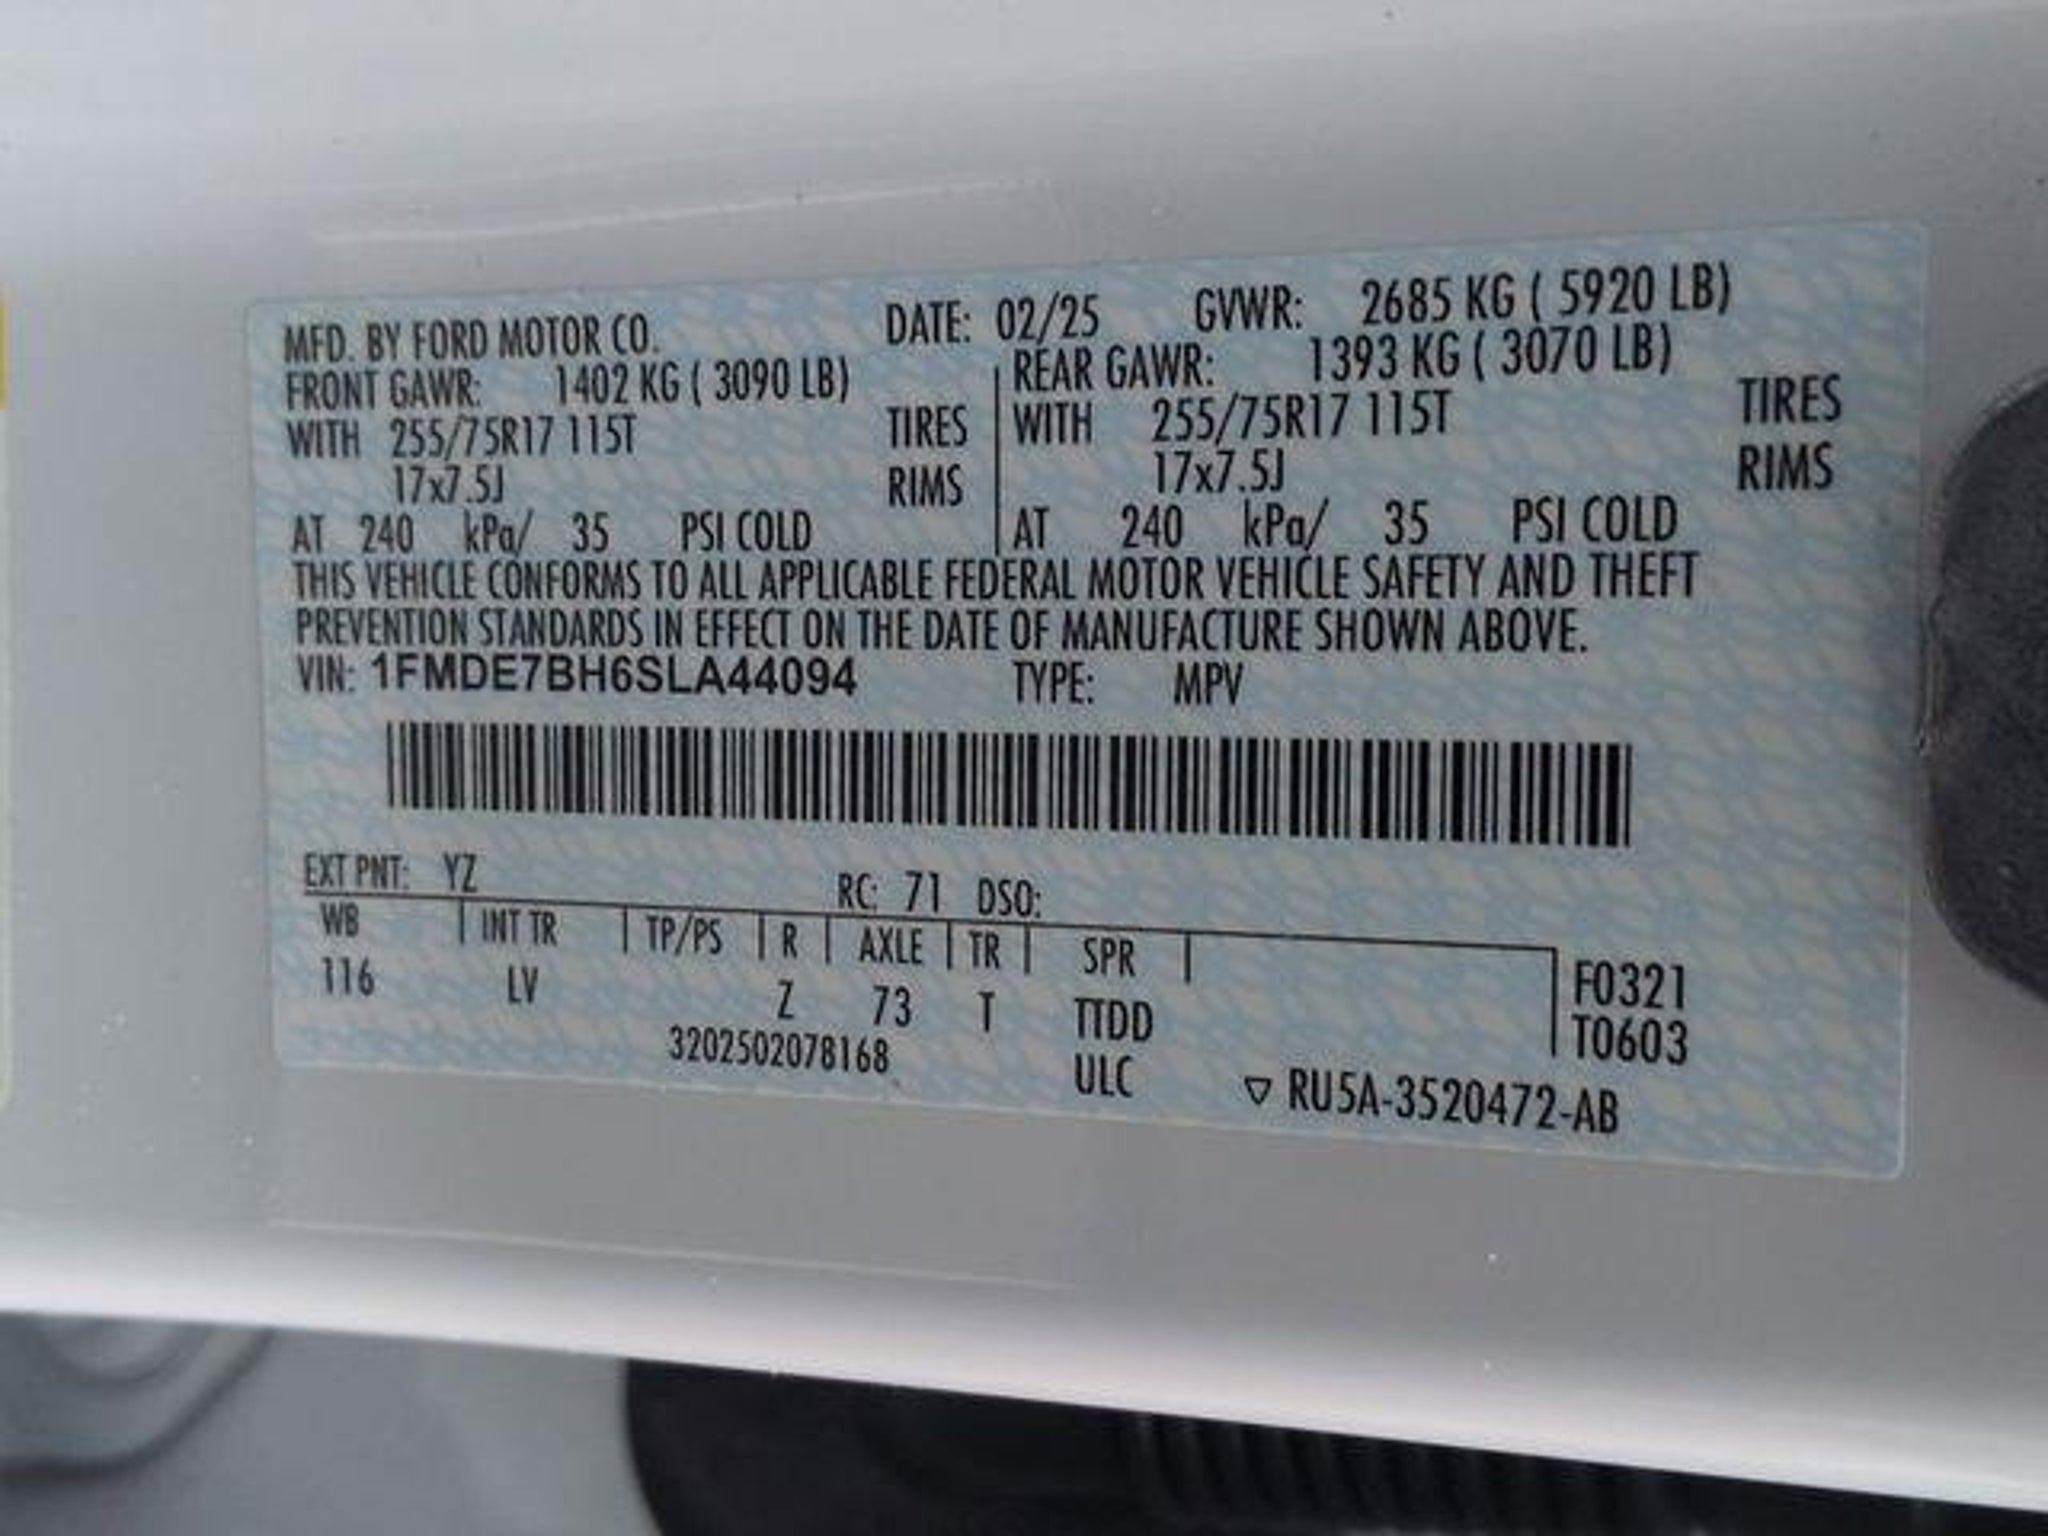 MFD. BY FORD MOTOR CO. DATE: 02/25 GVWR: 2685 KG ( 5920 LB)
FRONT GAWR: 1402 KG ( 3090 LB) REAR GAWR: 1393 KG ( 3070 LB)
WITH 255/75R17 115T TIRES WITH 255/75R17 115T TIRES
17x7.5J RIMS 17x7.5J RIMS
AT 240 kPa/ 35 PSI COLD AT 240 kPa/ 35 PSI COLD
THIS VEHICLE CONFORMS TO ALL APPLICABLE FEDERAL MOTOR VEHICLE SAFETY AND THEFT
PREVENTION STANDARDS IN EFFECT ON THE DATE OF MANUFACTURE SHOWN ABOVE.
VIN: 1FMDE7BH6SLA44094 TYPE: MPV
EXT PNT: YZ RC: 71 DSO:
WB INT TR TP/PS R AXLE TR SPR F0321
116 LV Z 73 T TTDD T0603
3202502078168 ULC ▽ RU5A-3520472-AB